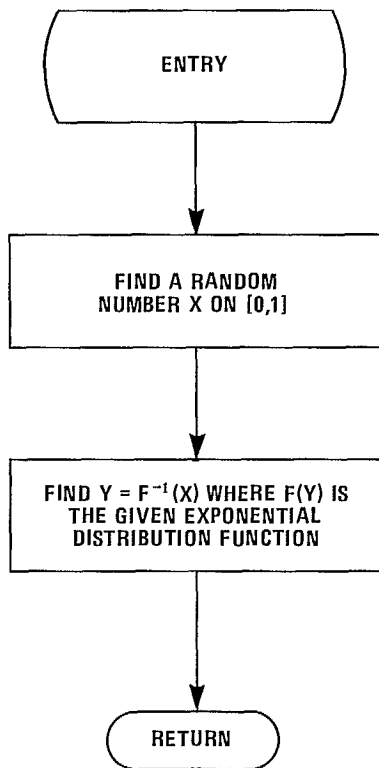 ENTRY
FIND A RANDOM
NUMBER X ON [0,1]
FIND Y = F⁻¹(X) WHERE F(Y) IS
THE GIVEN EXPONENTIAL
DISTRIBUTION FUNCTION
RETURN